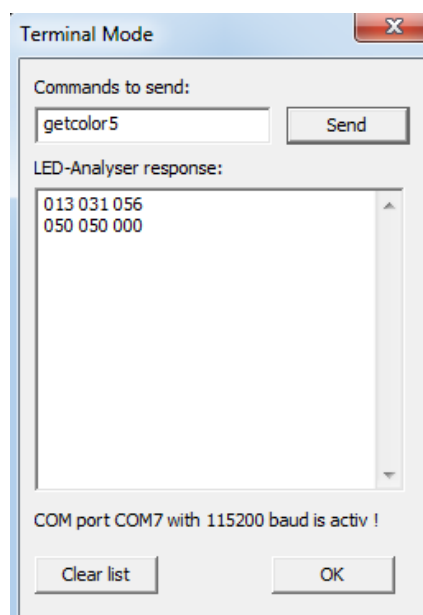 Terminal Mode
Commands to send:
getcolor5
Send
LED-Analyser response:
013 031 056
050 050 000
COM port COM7 with 115200 baud is activ !
Clear list
OK